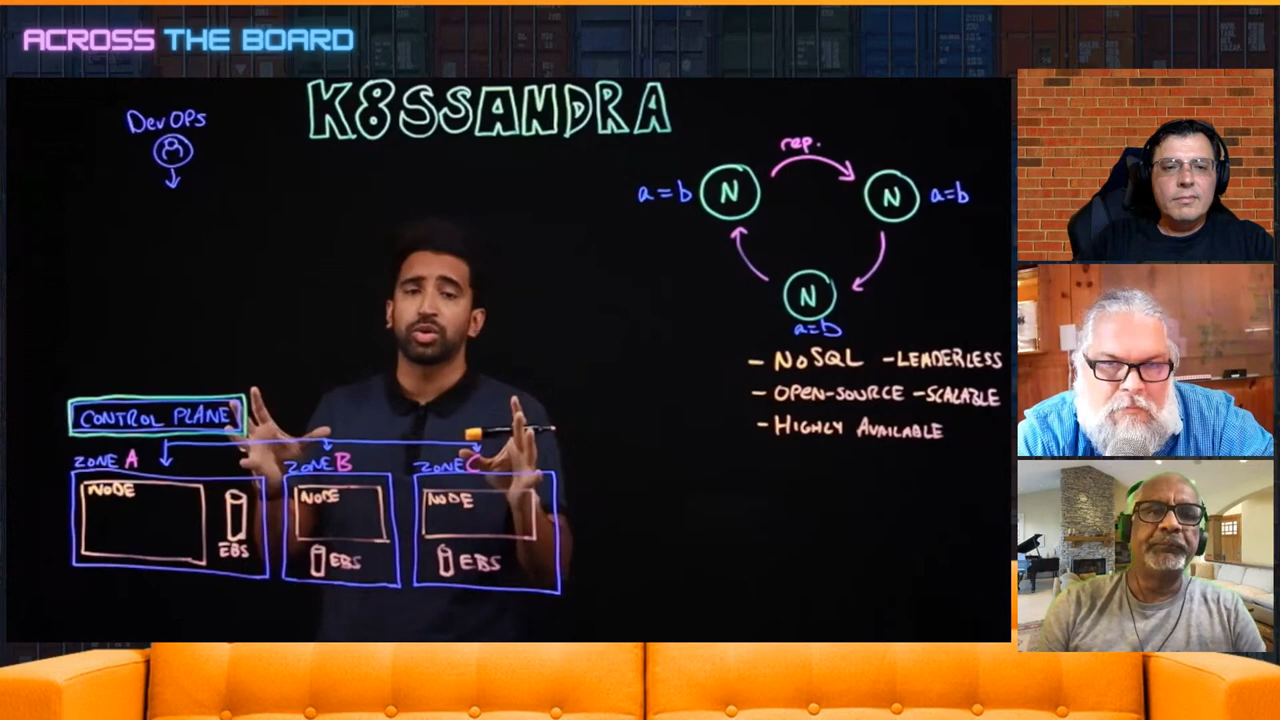 ACROSS THE BOARD
K8SSANDRA
DevOPs
rep.
a = b
N
N
a=b
N
a=b
- NoSQL - LEADERLESS
- OPEN-SOURCE - SCALABLE
- HIGHLY AVAILABLE
CONTROL PLANE
ZONE A
ZONE B
ZONE C
NODE
EBS
NODE
EBS
NODE
EBS